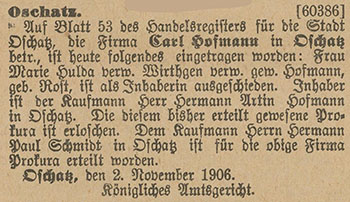 Oschatz. [60386]
Auf Blatt 53 des Handelsregisters für die Stadt
Oschatz, die Firma Carl Hofmann in Oschatz
betr., ist heute folgendes eingetragen worden: Frau
Marie Hulda verw. Wirthgen verw. gew. Hofmann,
geb. Rost, ist als Inhaberin ausgeschieden. Inhaber
ist der Kaufmann Herr Hermann Artin Hofmann
in Oschatz. Die diesem bisher erteilt gewesene Pro-
kura ist erloschen. Dem Kaufmann Herrn Hermann
Paul Schmidt in Oschatz ist für die obige Firma
Prokura erteilt worden.
Oschatz, den 2. November 1906.
Königliches Amtsgericht.